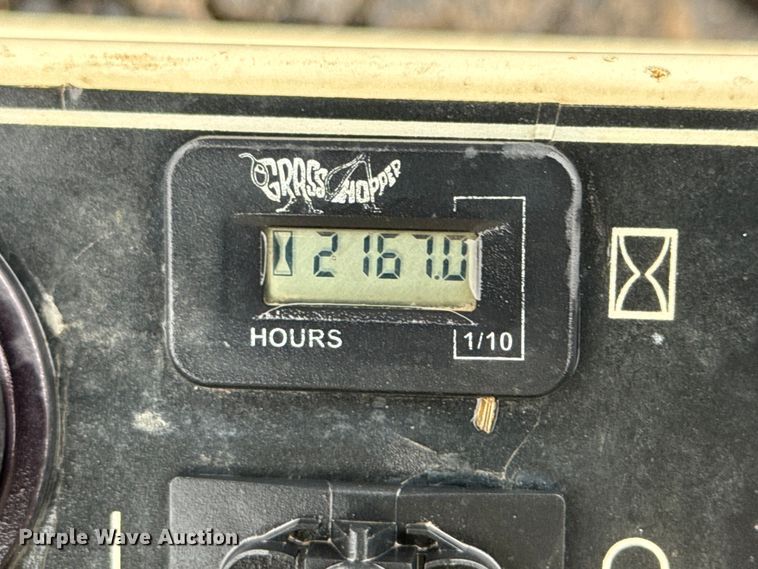 GRASSHOPPER
2167.0
HOURS
1/10
Purple Wave Auction